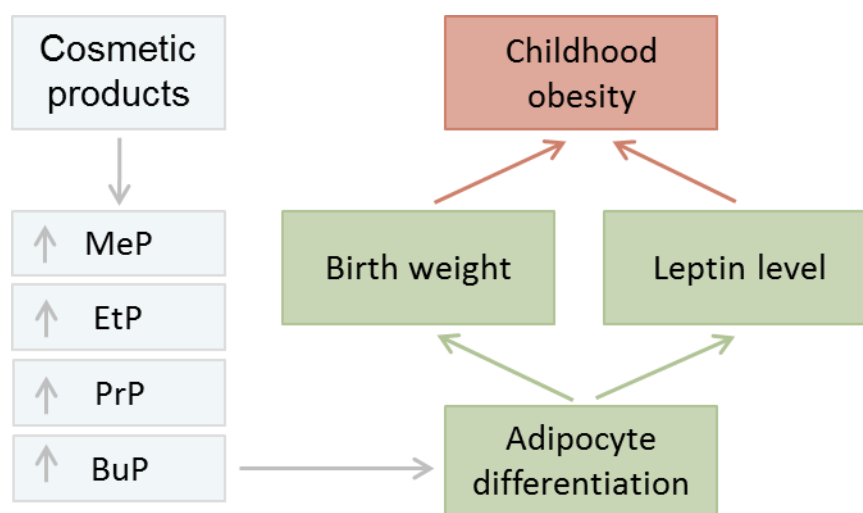 Cosmetic
products
MeP
EtP
PrP
BuP
Childhood
obesity
Birth weight
Leptin level
Adipocyte
differentiation